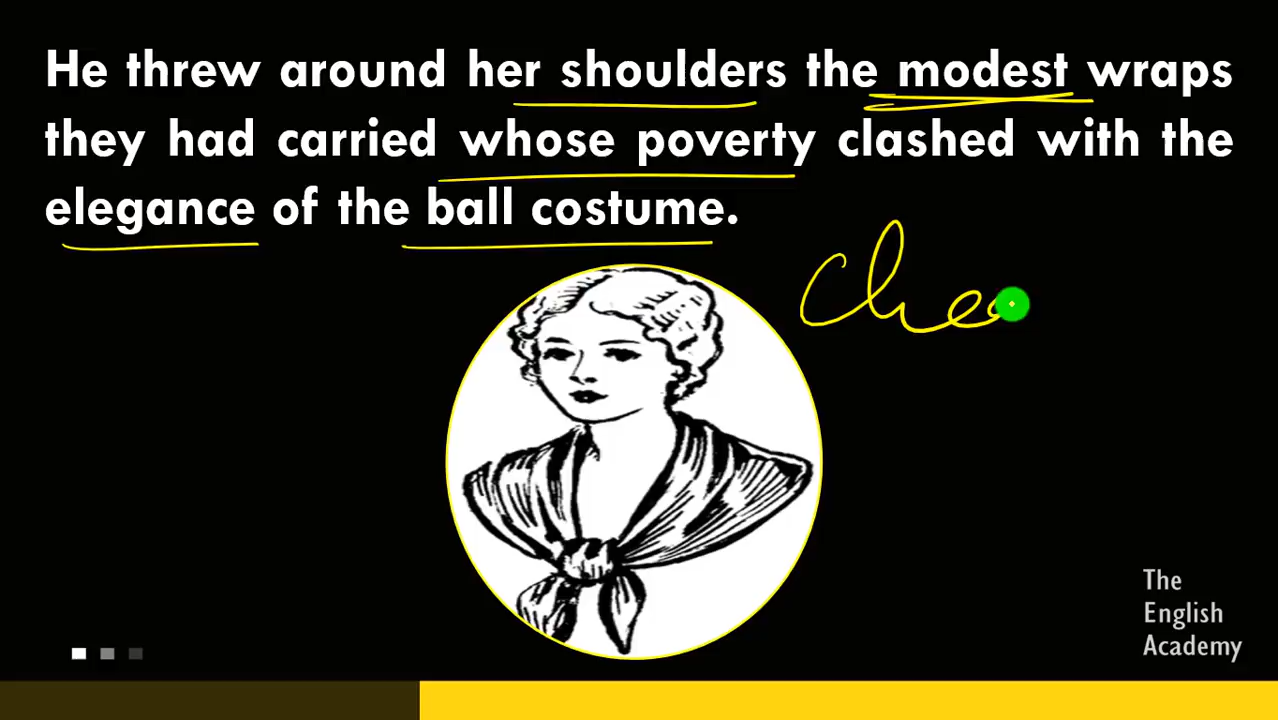 He threw around her shoulders the modest wraps
they had carried whose poverty clashed with the
elegance of the ball costume.
Chea
The
English
Academy